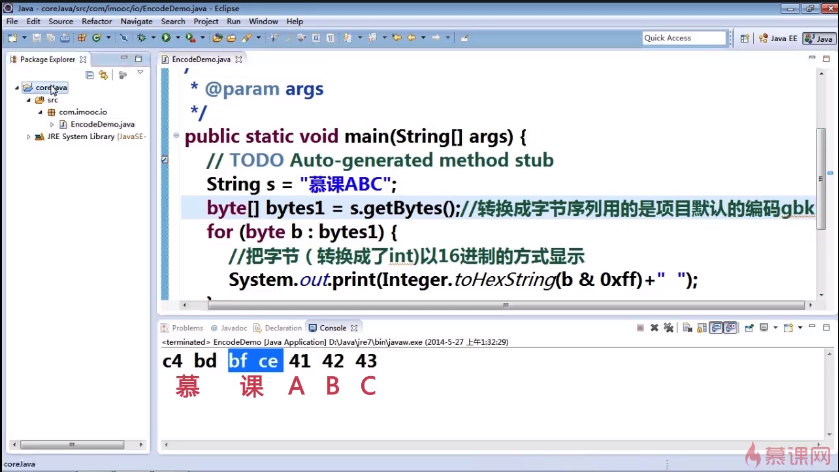 Java - coreJava/src/com/imooc/io/EncodeDemo.java - Eclipse
File Edit Source Refactor Navigate Search Project Run Window Help
Quick Access
Java EE
Java
Package Explorer
EncodeDemo.java
coreJava
src
com.imooc.io
EncodeDemo.java
JRE System Library [JavaSE-
*/
* @param args
*/
public static void main(String[] args) {
// TODO Auto-generated method stub
String s = "慕课ABC";
byte[] bytes1 = s.getBytes();//转换成字节序列用的是项目默认的编码gbk
for (byte b : bytes1) {
//把字节（转换成了int)以16进制的方式显示
System.out.print(Integer.toHexString(b & 0xff)+"  ");
}
Problems @ Javadoc Declaration Console
<terminated> EncodeDemo [Java Application] D:\Java\jre7\bin\javaw.exe (2014-5-27 上午1:32:29)
c4 bd bf ce 41 42 43
慕 课 A B C
慕课网
coreJava